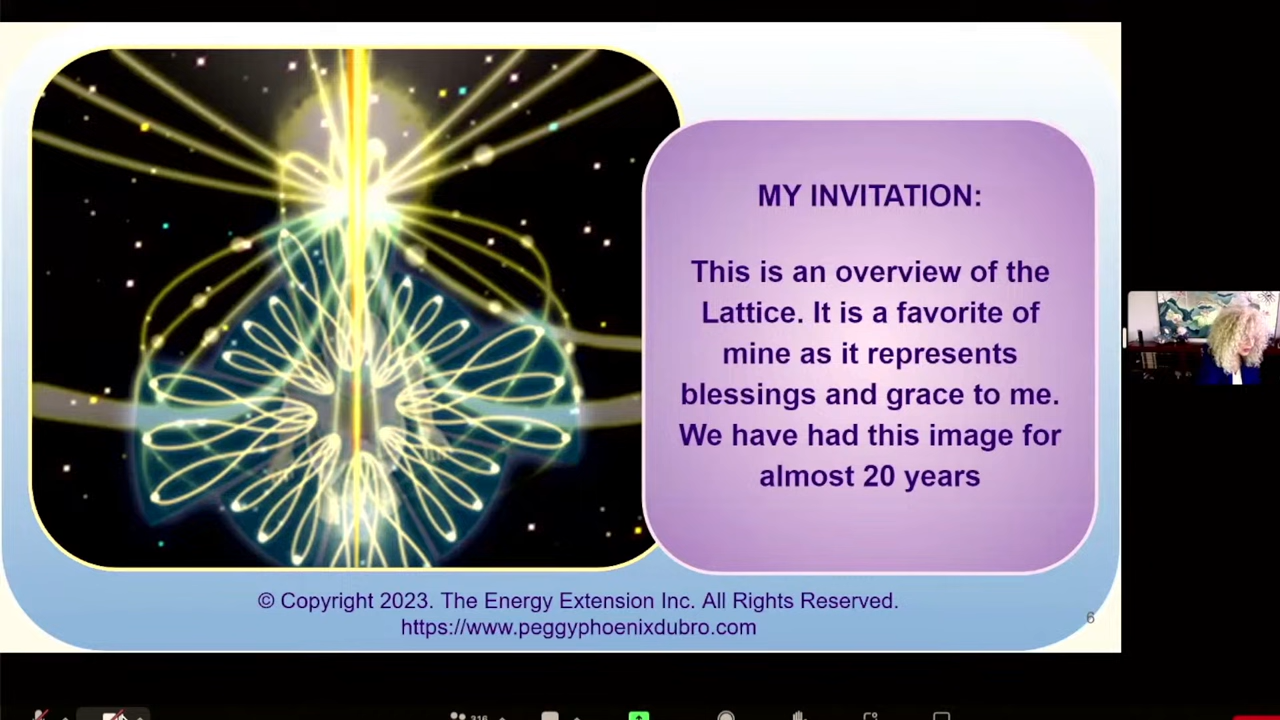 MY INVITATION:
This is an overview of the
Lattice. It is a favorite of
mine as it represents
blessings and grace to me.
We have had this image for
almost 20 years
© Copyright 2023. The Energy Extension Inc. All Rights Reserved.
https://www.peggyphoenixdubro.com
6
316